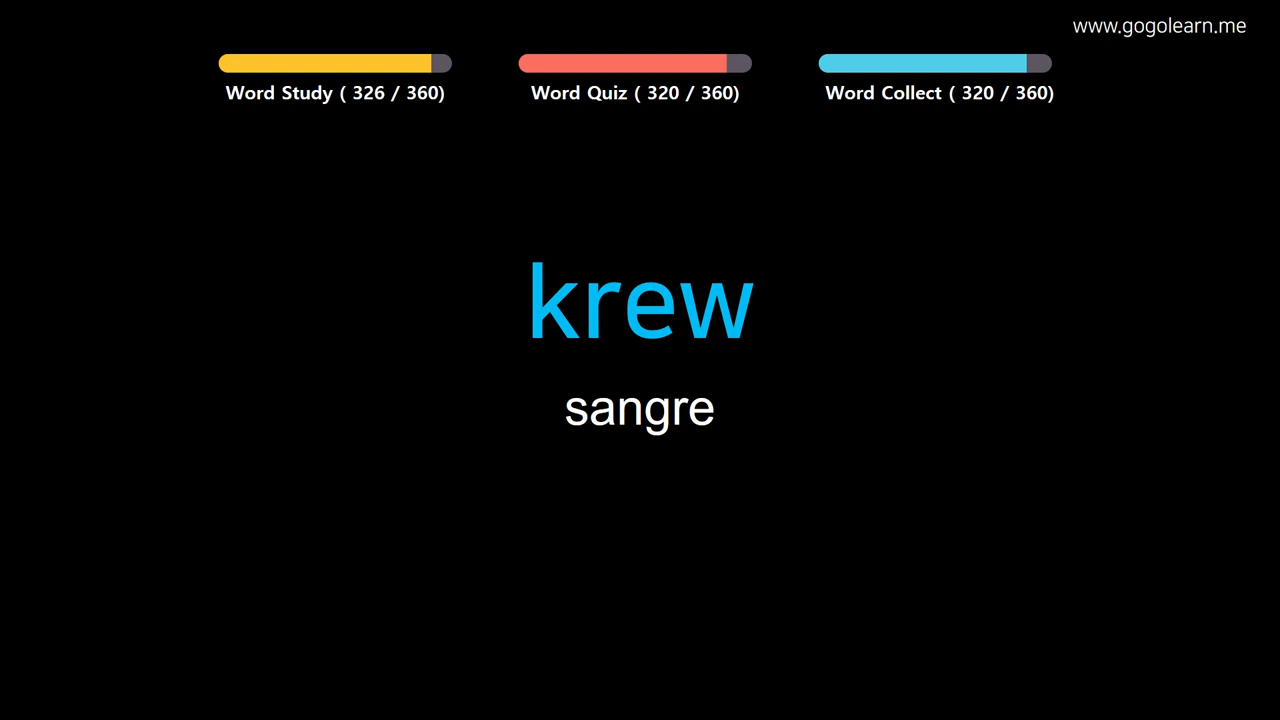 www.gogolearn.me
Word Study ( 326 / 360)
Word Quiz ( 320 / 360)
Word Collect ( 320 / 360)
krew
sangre